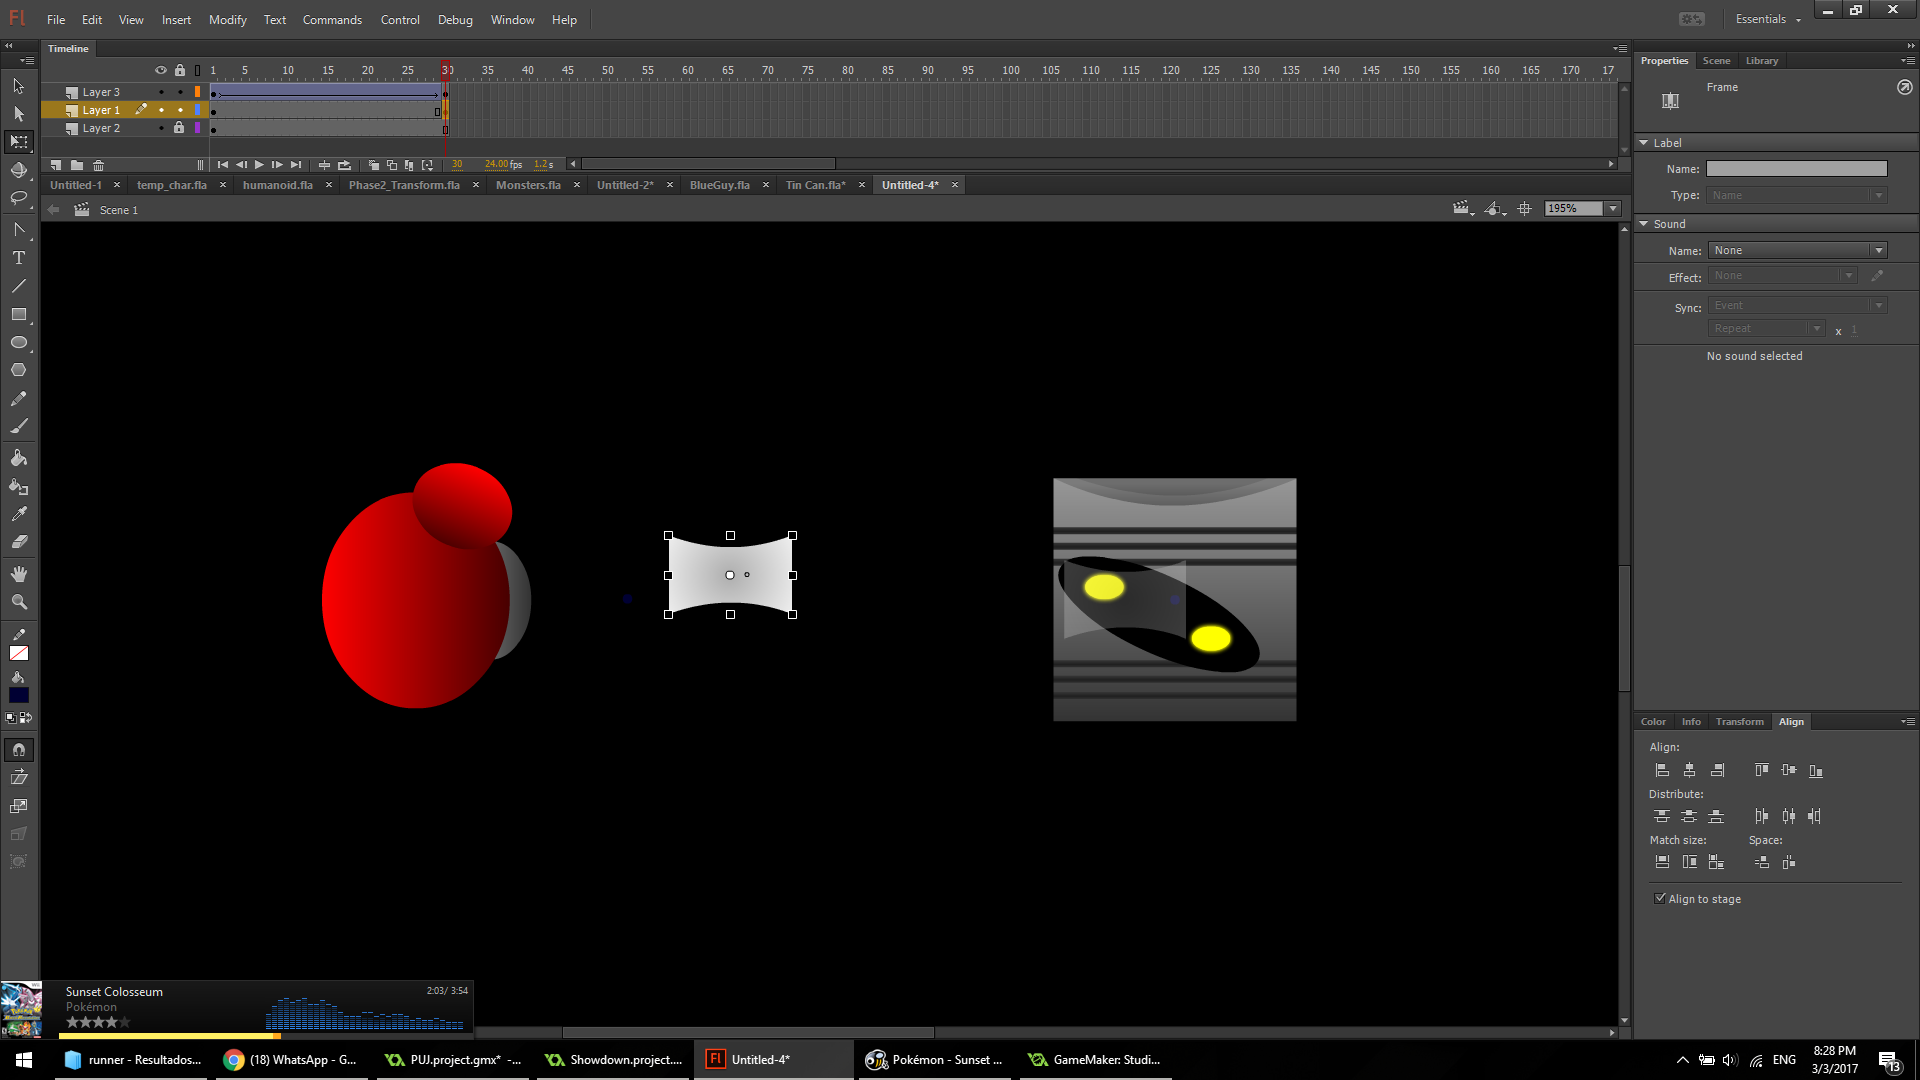 Fl File Edit View Insert Modify Text Commands Control Debug Window Help Essentials
Timeline
1 5 10 15 20 25 30 35 40 45 50 55 60 65 70 75 80 85 90 95 100 105 110 115 120 125 130 135 140 145 150 155 160 165 170 17
Layer 3
Layer 1
Layer 2
30 24.00 fps 1.2 s
Untitled-1 temp_char.fla humanoid.fla Phase2_Transform.fla Monsters.fla Untitled-2* BlueGuy.fla Tin Can.fla* Untitled-4*
Scene 1 195%
Properties Scene Library
Frame
Label
Name:
Type: Name
Sound
Name: None
Effect: None
Sync: Event
Repeat x 1
No sound selected
Color Info Transform Align
Align:
Distribute:
Match size: Space:
Align to stage
Sunset Colosseum 2:03/ 3:54
Pokémon
runner - Resultados... (18) WhatsApp - G... PUJ.project.gmx* -... Showdown.project.... Fl Untitled-4* Pokémon - Sunset ... GameMaker: Studi... ENG 8:28 PM
3/3/2017 13